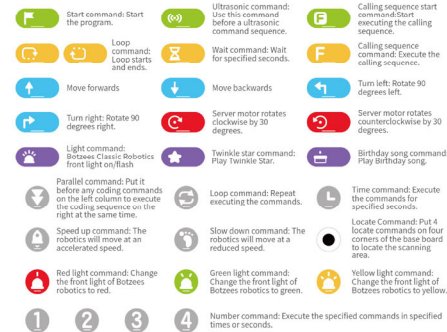 Start command: Start
the program.
Ultrasonic command:
Use this command
before a ultrasonic
command sequence.
Calling sequence start
command:Start
executing the calling
sequence.
Loop
command:
Loop starts
and ends.
Wait command: Wait
for specified seconds.
F
Calling sequence
command: Execute the
calling sequence.
Move forwards
Move backwards
Turn left: Rotate 90
degrees left.
Turn right: Rotate 90
degrees right.
Server motor rotates
clockwise by 30
degrees.
Server motor rotates
counterclockwise by 30
degrees.
Light command:
Botzees Classic Robotics
front light on/flash
Twinkle star command:
Play Twinkle Star.
Birthday song command:
Play Birthday song.
Parallel command: Put it
before any coding commands
on the left column to execute
the coding sequence on the
right at the same time.
Loop command: Repeat
executing the commands.
Time command: Execute
the commands for
specified seconds.
Speed up command: The
robotics will move at an
accelerated speed.
Slow down command: The
robotics will move at a
reduced speed.
Locate Command: Put 4
locate commands on four
corners of the base board
to locate the scanning
area.
Red light command:
Change the front light of Botzees
robotics to red.
Green light command:
Change the front light of
Botzees robotics to green.
Yellow light command:
Change the front light of
Botzees robotics to yellow.
1 2 3 4
Number command: Execute the specified commands in specified
times or seconds.